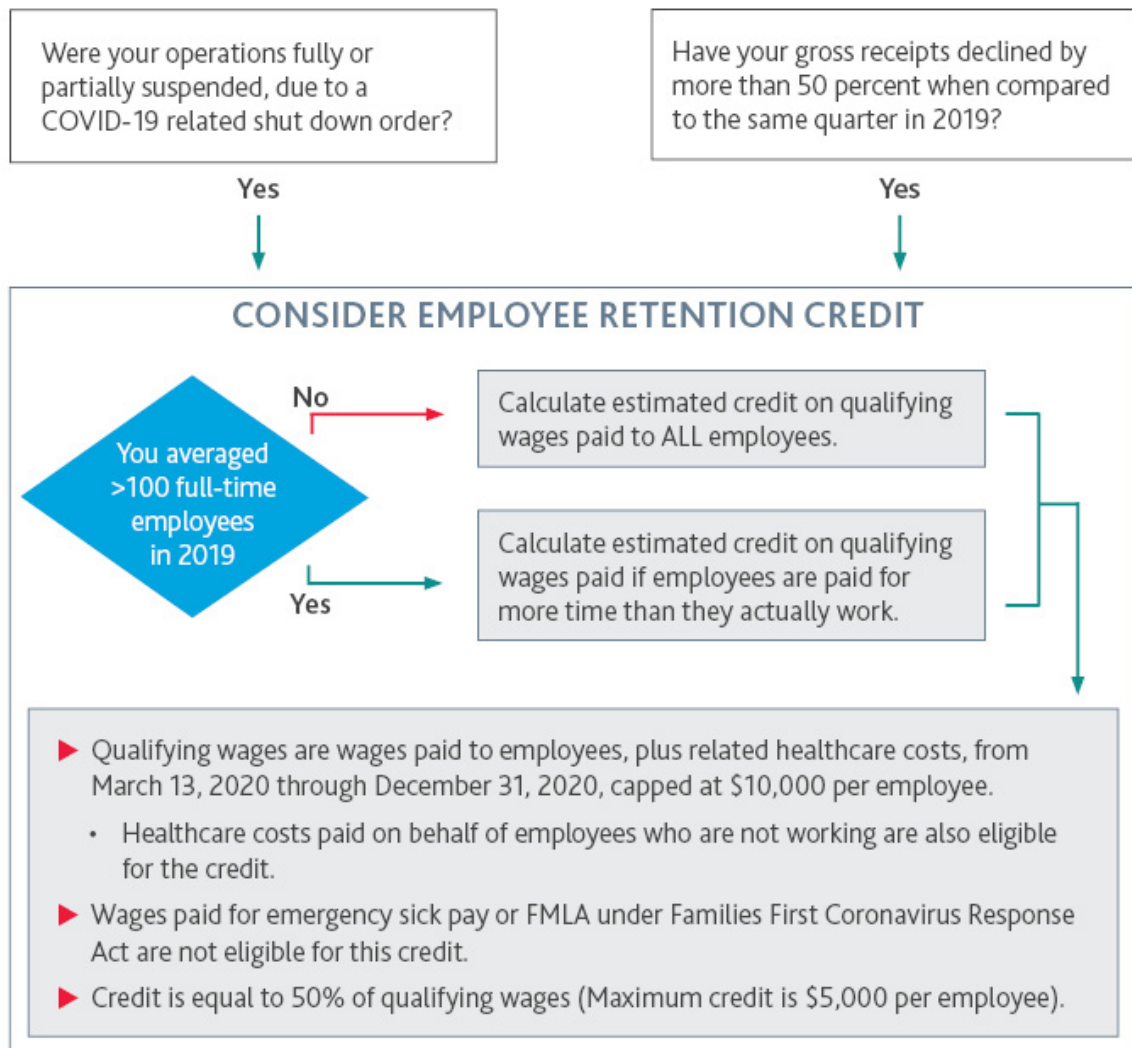 Were your operations fully or
partially suspended, due to a
COVID-19 related shut down order?
Have your gross receipts declined by
more than 50 percent when compared
to the same quarter in 2019?
Yes
Yes
CONSIDER EMPLOYEE RETENTION CREDIT
You averaged
>100 full-time
employees
in 2019
No
Calculate estimated credit on qualifying
wages paid to ALL employees.
Yes
Calculate estimated credit on qualifying
wages paid if employees are paid for
more time than they actually work.
Qualifying wages are wages paid to employees, plus related healthcare costs, from
March 13, 2020 through December 31, 2020, capped at $10,000 per employee.
• Healthcare costs paid on behalf of employees who are not working are also eligible
for the credit.
Wages paid for emergency sick pay or FMLA under Families First Coronavirus Response
Act are not eligible for this credit.
Credit is equal to 50% of qualifying wages (Maximum credit is $5,000 per employee).